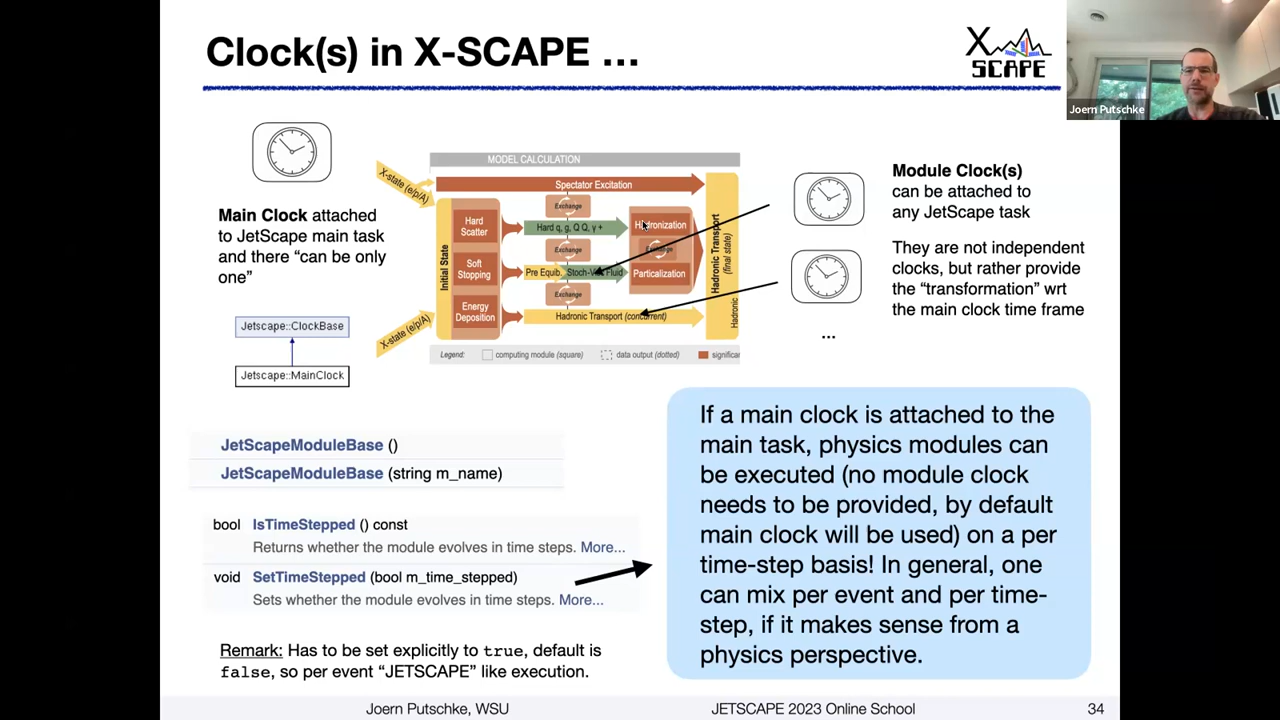 Clock(s) in X-SCAPE ...
X
SCAPE
Joern Putschke
Main Clock attached
to JetScape main task
and there “can be only
one”
Jetscape::ClockBase
Jetscape::MainClock
MODEL CALCULATION
X-state (e/p/A)
Spectator Excitation
Initial State
Hard
Scatter
Soft
Stopping
Energy
Deposition
Exchange
Hard q, g, Q Q, γ +
Exchange
Pre Equib.
Fluid
Exchange
Hadronic Transport (concurrent)
Hadronization
Exchange
Particalization
Hadronic Transport
(final state)
Hadronic
X-state (e/p/A)
Legend:
computing module (square)
data output (dotted)
Module Clock(s)
can be attached to
any JetScape task
They are not independent
clocks, but rather provide
the “transformation” wrt
the main clock time frame
...
JetScapeModuleBase ()
JetScapeModuleBase (string m_name)
bool IsTimeStepped () const
Returns whether the module evolves in time steps. More...
void SetTimeStepped (bool m_time_stepped)
Sets whether the module evolves in time steps. More...
Remark: Has to be set explicitly to true, default is
false, so per event “JETSCAPE” like execution.
If a main clock is attached to the
main task, physics modules can
be executed (no module clock
needs to be provided, by default
main clock will be used) on a per
time-step basis! In general, one
can mix per event and per time-
step, if it makes sense from a
physics perspective.
Joern Putschke, WSU
JETSCAPE 2023 Online School
34